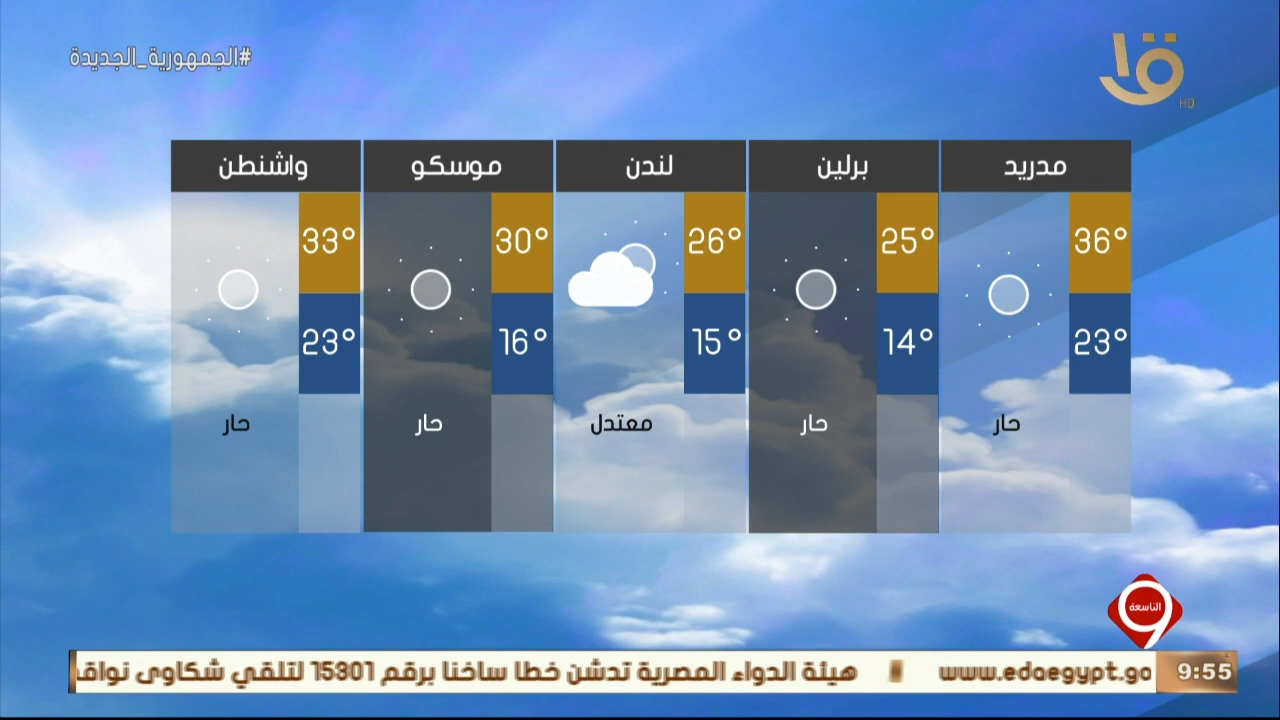 #الجمهورية_الجديدة
HD
مدريد
36°
23°
حار
برلين
25°
14°
حار
لندن
26°
15°
معتدل
موسكو
30°
16°
حار
واشنطن
33°
23°
حار
التاسعة
9
9:55
www.edaegypt.go
هيئة الدواء المصرية تدشن خطا ساخنا برقم 15301 لتلقي شكاوى نواق